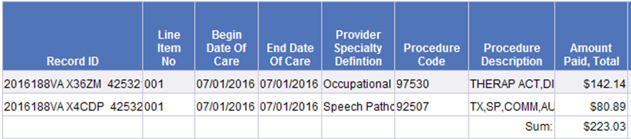 Record ID Line Item No Begin Date Of Care End Date Of Care Provider Specialty Defintion Procedure Code Procedure Description Amount Paid, Total
2016188VA X36ZM 42532 001 07/01/2016 07/01/2016 Occupational 97530 THERAP ACT,DI $142.14
2016188VA X4CDP 42532 001 07/01/2016 07/01/2016 Speech Pathc 92507 TX,SP,COMM,AU $80.89
Sum: $223.03